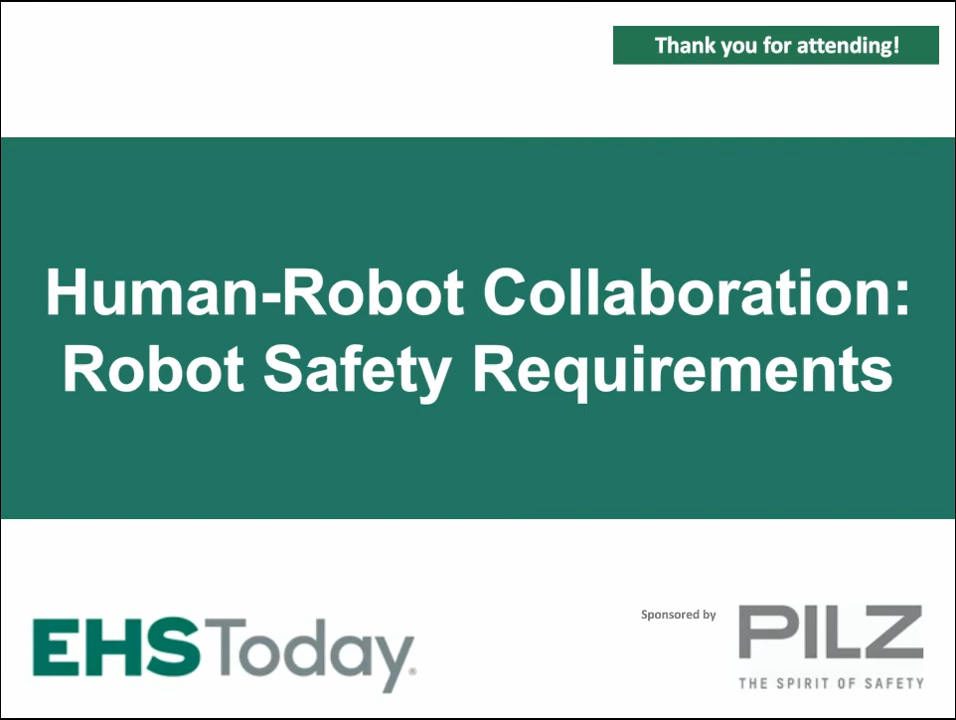 Thank you for attending!
Human-Robot Collaboration:
Robot Safety Requirements
EHSToday®
Sponsored by
PILZ
THE SPIRIT OF SAFETY